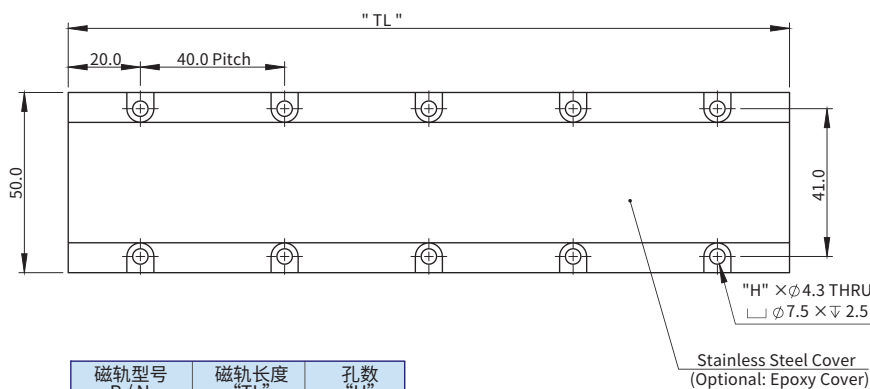 " TL "
20.0
40.0 Pitch
50.0
41.0
"H" ×⌀4.3 THRU
⌴ ⌀7.5 ×↧ 2.5
Stainless Steel Cover
(Optional: Epoxy Cover)
磁轨型号 磁轨长度 孔数
P / N "TL" "H"